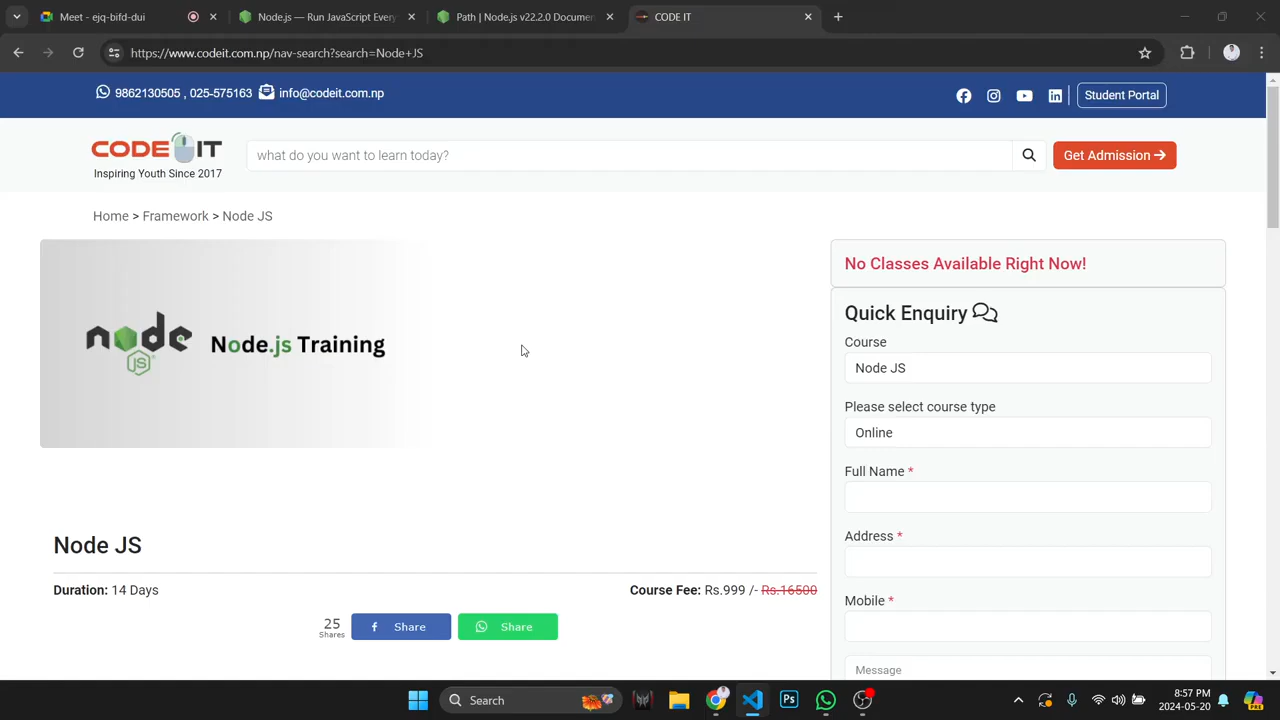 Meet - ejq-bifd-dui
Node.js — Run JavaScript Every
Path | Node.js v22.2.0 Documen
CODE IT
https://www.codeit.com.np/nav-search?search=Node+JS
9862130505 , 025-575163 info@codeit.com.np
Student Portal
CODE IT
Inspiring Youth Since 2017
what do you want to learn today?
Get Admission
Home > Framework > Node JS
node
JS
Node.js Training
No Classes Available Right Now!
Quick Enquiry
Course
Node JS
Please select course type
Online
Full Name *
Address *
Mobile *
Message
Node JS
Duration: 14 Days
Course Fee: Rs.999 /- Rs.16500
25
Shares
Share
Share
Search
Ps
8:57 PM
2024-05-20
PRE